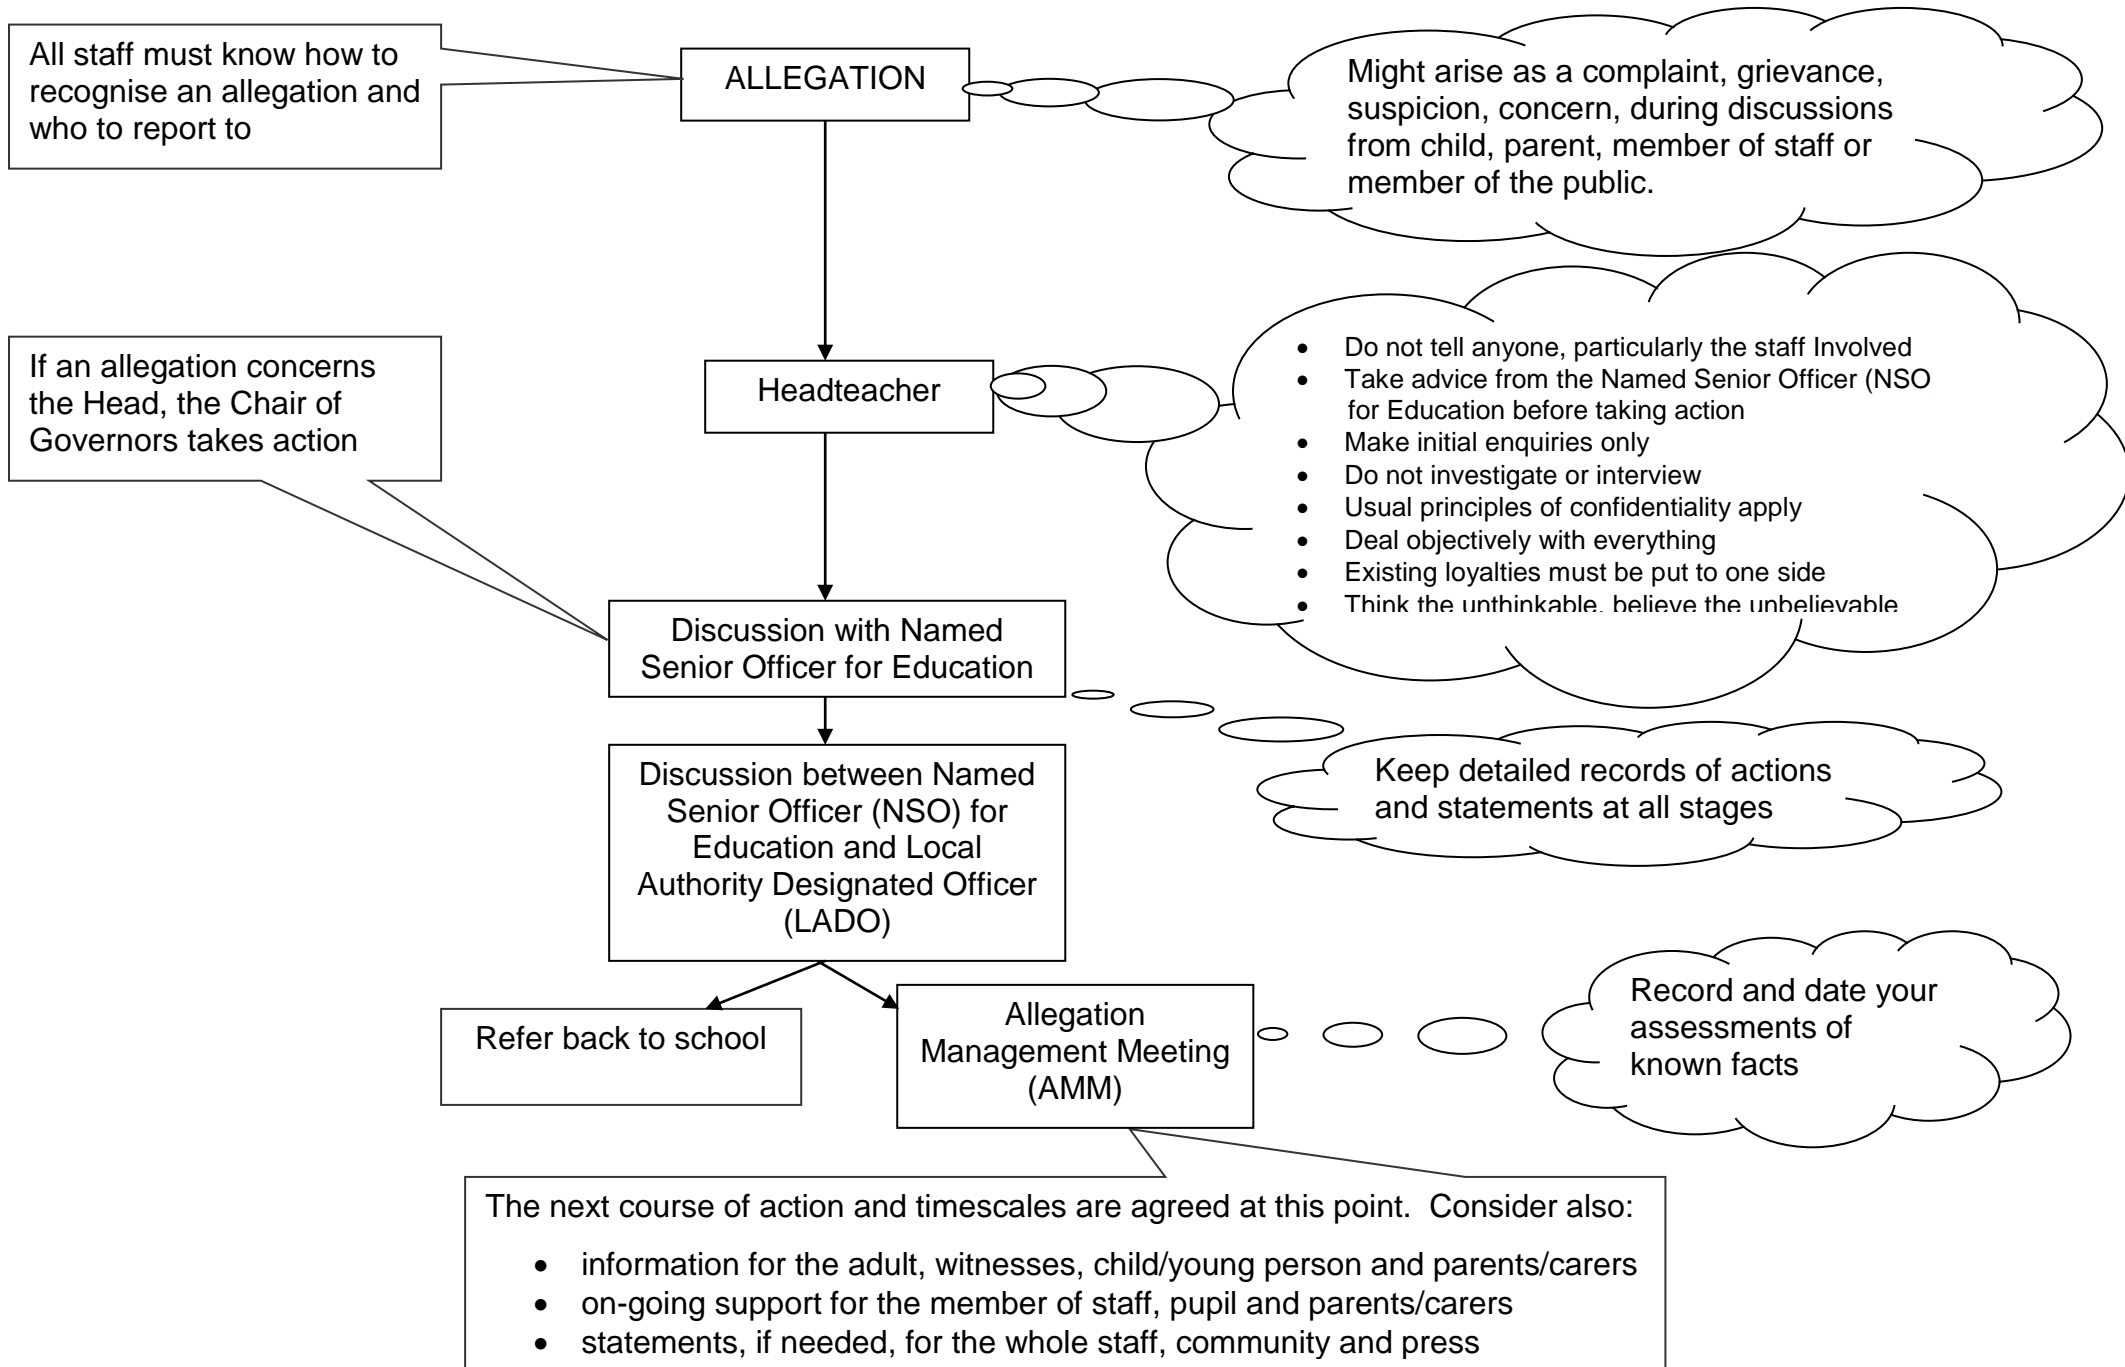 All staff must know how to
recognise an allegation and
who to report to
ALLEGATION
Might arise as a complaint, grievance,
suspicion, concern, during discussions
from child, parent, member of staff or
member of the public.
If an allegation concerns
the Head, the Chair of
Governors takes action
Headteacher
• Do not tell anyone, particularly the staff Involved
• Take advice from the Named Senior Officer (NSO
for Education before taking action
• Make initial enquiries only
• Do not investigate or interview
• Usual principles of confidentiality apply
• Deal objectively with everything
• Existing loyalties must be put to one side
• Think the unthinkable, believe the unbelievable
Discussion with Named
Senior Officer for Education
Keep detailed records of actions
and statements at all stages
Discussion between Named
Senior Officer (NSO) for
Education and Local
Authority Designated Officer
(LADO)
Refer back to school
Allegation
Management Meeting
(AMM)
Record and date your
assessments of
known facts
The next course of action and timescales are agreed at this point.  Consider also:
• information for the adult, witnesses, child/young person and parents/carers
• on-going support for the member of staff, pupil and parents/carers
• statements, if needed, for the whole staff, community and press